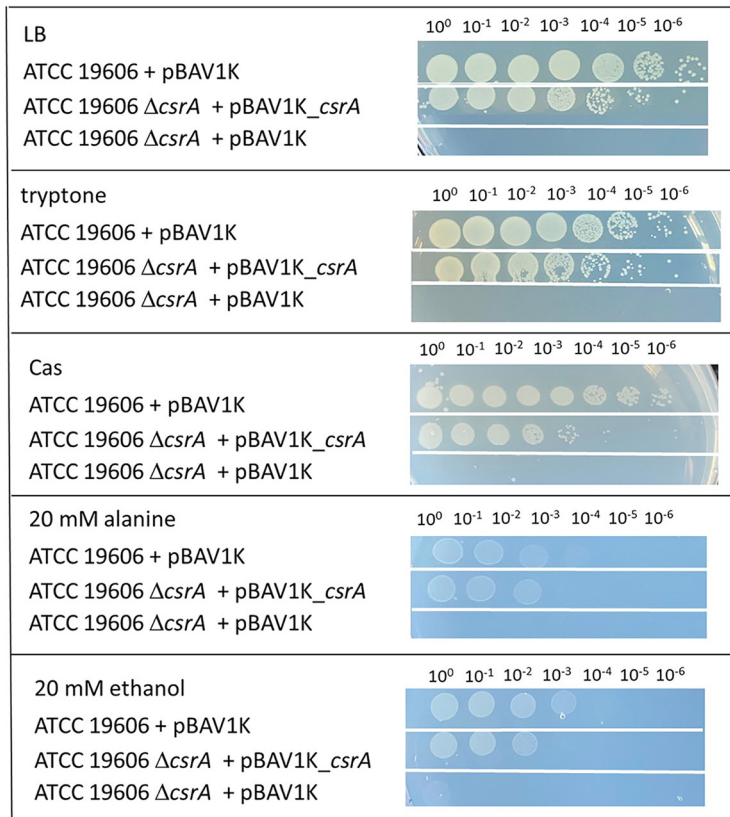 LB
10⁰ 10⁻¹ 10⁻² 10⁻³ 10⁻⁴ 10⁻⁵ 10⁻⁶
ATCC 19606 + pBAV1K
ATCC 19606 ΔcsrA + pBAV1K_csrA
ATCC 19606 ΔcsrA + pBAV1K
tryptone
10⁰ 10⁻¹ 10⁻² 10⁻³ 10⁻⁴ 10⁻⁵ 10⁻⁶
ATCC 19606 + pBAV1K
ATCC 19606 ΔcsrA + pBAV1K_csrA
ATCC 19606 ΔcsrA + pBAV1K
Cas
10⁰ 10⁻¹ 10⁻² 10⁻³ 10⁻⁴ 10⁻⁵ 10⁻⁶
ATCC 19606 + pBAV1K
ATCC 19606 ΔcsrA + pBAV1K_csrA
ATCC 19606 ΔcsrA + pBAV1K
20 mM alanine
10⁰ 10⁻¹ 10⁻² 10⁻³ 10⁻⁴ 10⁻⁵ 10⁻⁶
ATCC 19606 + pBAV1K
ATCC 19606 ΔcsrA + pBAV1K_csrA
ATCC 19606 ΔcsrA + pBAV1K
20 mM ethanol
10⁰ 10⁻¹ 10⁻² 10⁻³ 10⁻⁴ 10⁻⁵ 10⁻⁶
ATCC 19606 + pBAV1K
ATCC 19606 ΔcsrA + pBAV1K_csrA
ATCC 19606 ΔcsrA + pBAV1K